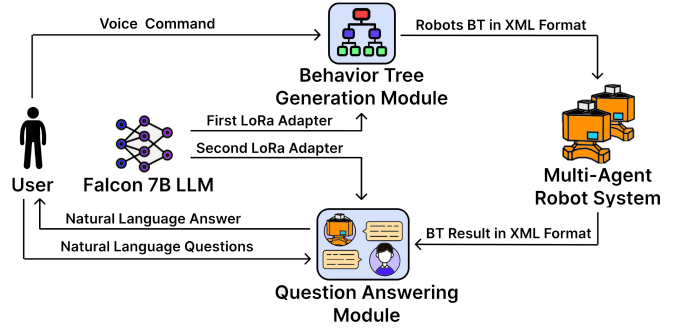 Voice Command
Robots BT in XML Format
Behavior Tree
Generation Module
First LoRa Adapter
Second LoRa Adapter
User
Falcon 7B LLM
Multi-Agent
Robot System
Natural Language Answer
Natural Language Questions
BT Result in XML Format
Question Answering
Module